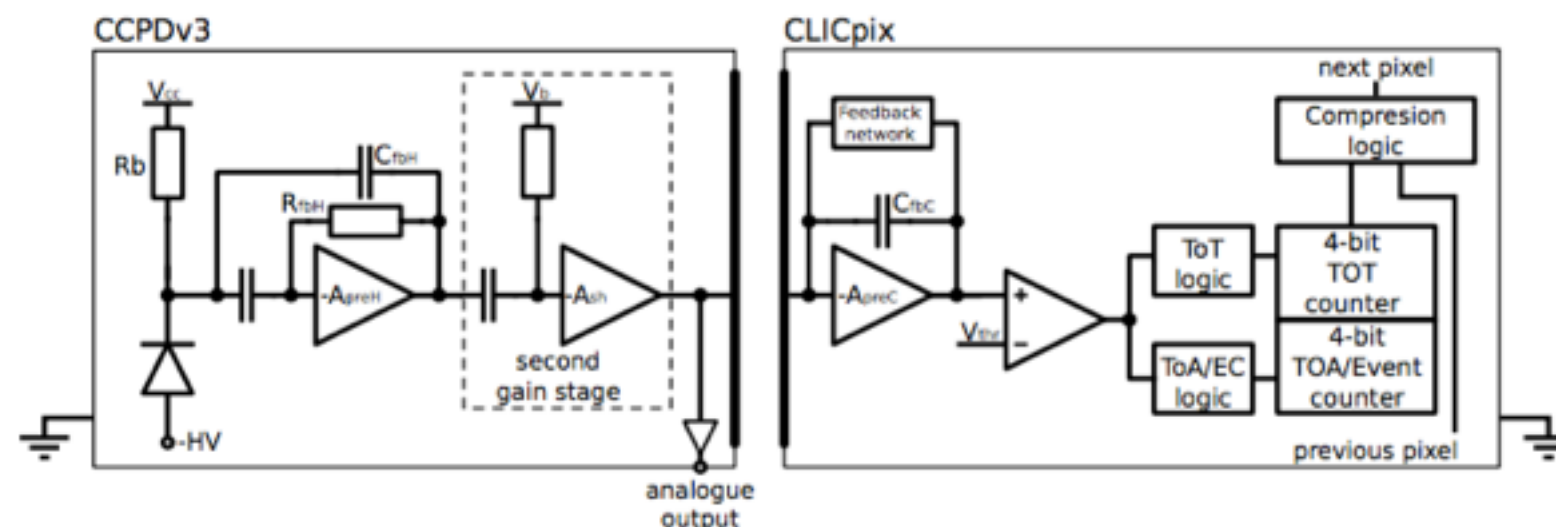 CCPDv3
Vcc
Rb
CfbH
RfbH
-ApreH
-HV
Vb
-Ash
second
gain stage
analogue
output
CLICpix
Feedback
network
CfbC
-ApreC
Vthr
+
−
ToT
logic
ToA/EC
logic
next pixel
Compresion
logic
4-bit
TOT
counter
4-bit
TOA/Event
counter
previous pixel